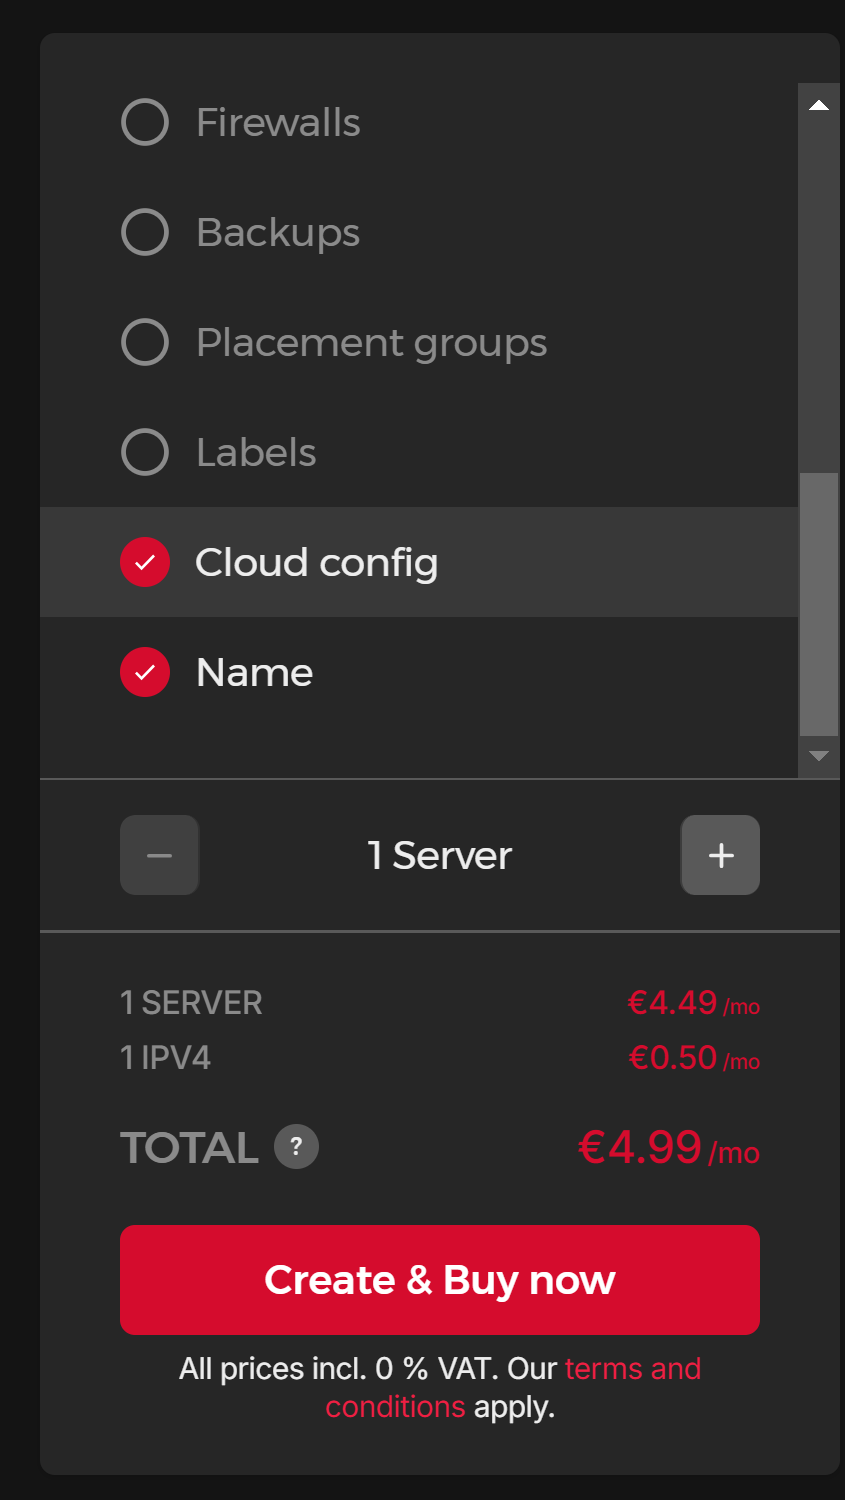 Firewalls
Backups
Placement groups
Labels
Cloud config
Name
1 Server
1 SERVER €4.49 /mo
1 IPV4 €0.50 /mo
TOTAL ? €4.99 /mo
Create & Buy now
All prices incl. 0 % VAT. Our terms and
conditions apply.